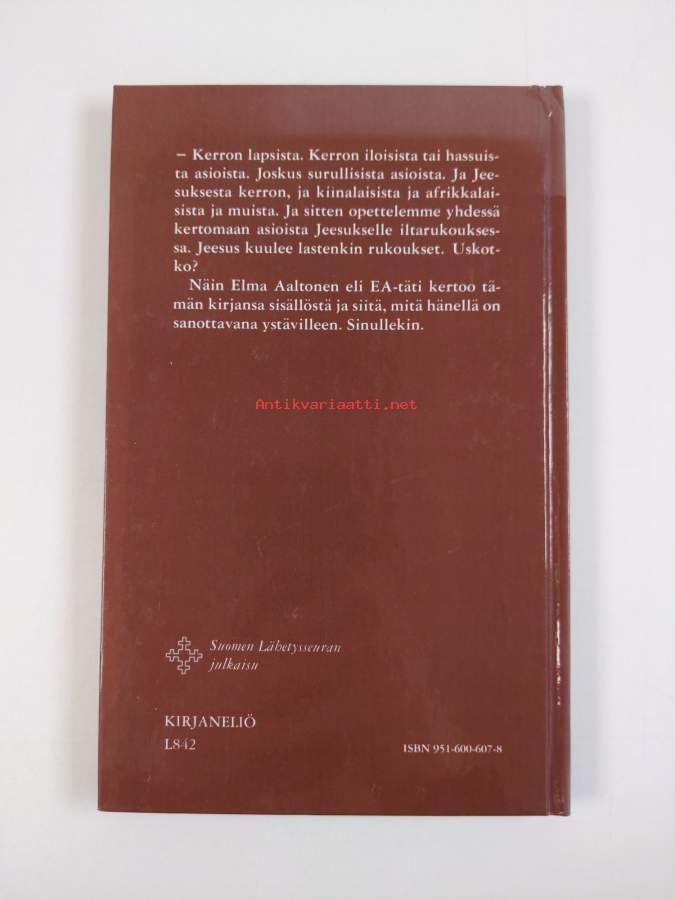 – Kerron lapsista. Kerron iloisista tai hassuis-
ta asioista. Joskus surullisista asioista. Ja Jee-
suksesta kerron, ja kiinalaisista ja afrikkalai-
sista ja muista. Ja sitten opettelemme yhdessä
kertomaan asioista Jeesukselle iltarukoukses-
sa. Jeesus kuulee lastenkin rukoukset. Uskot-
ko?
Näin Elma Aaltonen eli EA-täti kertoo tä-
män kirjansa sisällöstä ja siitä, mitä hänellä on
sanottavana ystävilleen. Sinullekin.
Antikvariaatti.net
Suomen Lähetysseuran
julkaisu
KIRJANELIÖ
L842
ISBN 951-600-607-8